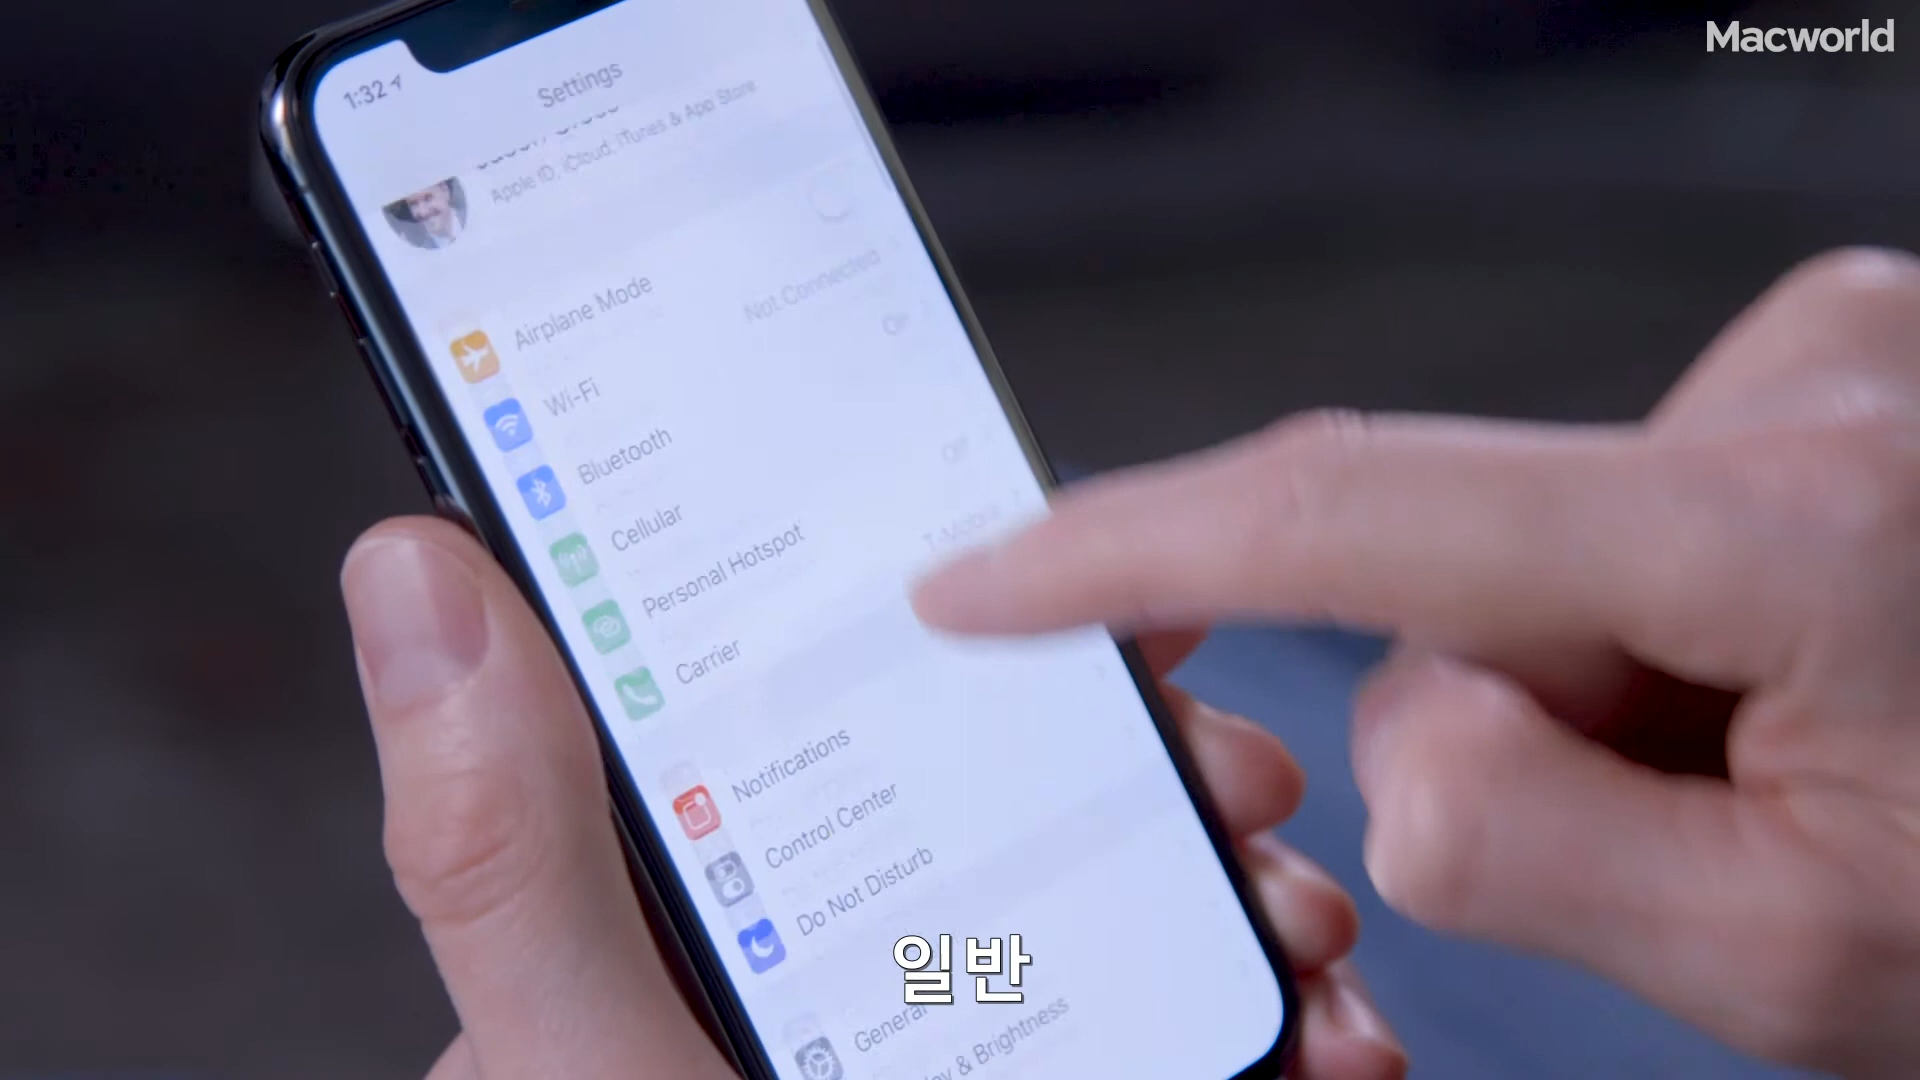 Macworld
1:32
Settings
Apple ID, iCloud, iTunes & App Store
Airplane Mode
Wi-Fi
Not Connected
Bluetooth
Cellular
Personal Hotspot
Off
Carrier
T-Mobile
Notifications
Control Center
Do Not Disturb
일반
General
& Brightness